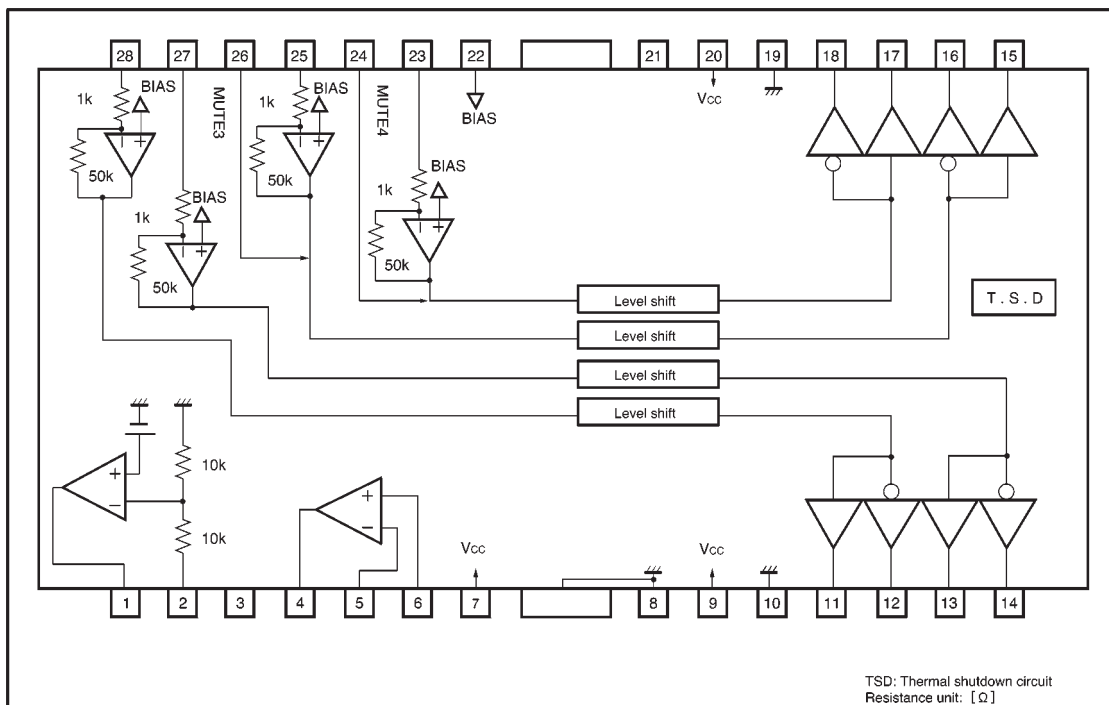 28 27 26 25 24 23 22 21 20 19 18 17 16 15
BIAS
1k
50k
BIAS
1k
50k
MUTE3
BIAS
1k
50k
MUTE4
BIAS
1k
50k
BIAS
Vcc
Level shift
Level shift
Level shift
Level shift
T.S.D
+
−
10k
10k
+
−
Vcc
Vcc
1 2 3 4 5 6 7 8 9 10 11 12 13 14
TSD: Thermal shutdown circuit
Resistance unit: [Ω]